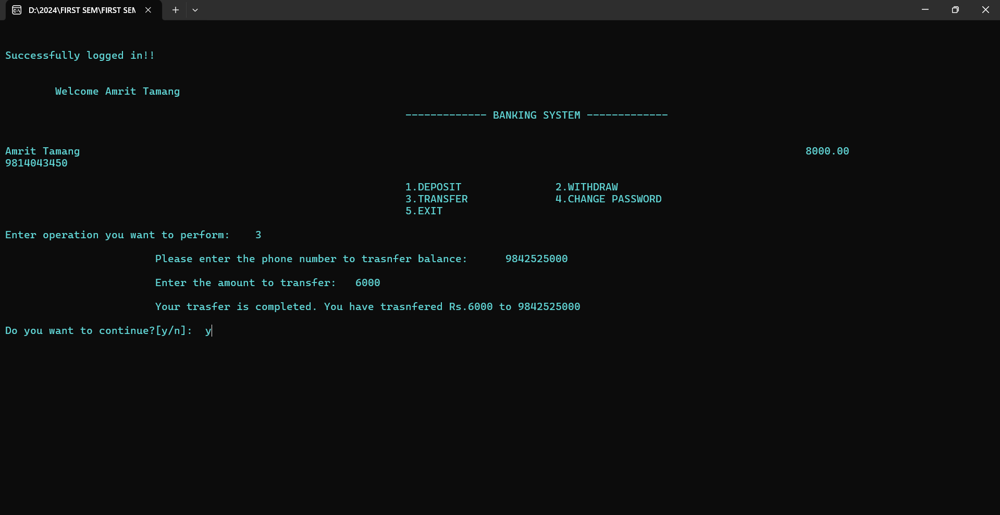 D:\2024\FIRST SEM\FIRST SEM
Successfully logged in!!
Welcome Amrit Tamang
------------- BANKING SYSTEM -------------
Amrit Tamang 8000.00
9814043450
1.DEPOSIT 2.WITHDRAW
3.TRANSFER 4.CHANGE PASSWORD
5.EXIT
Enter operation you want to perform: 3
Please enter the phone number to trasnfer balance: 9842525000
Enter the amount to transfer: 6000
Your trasfer is completed. You have trasnfered Rs.6000 to 9842525000
Do you want to continue?[y/n]: y